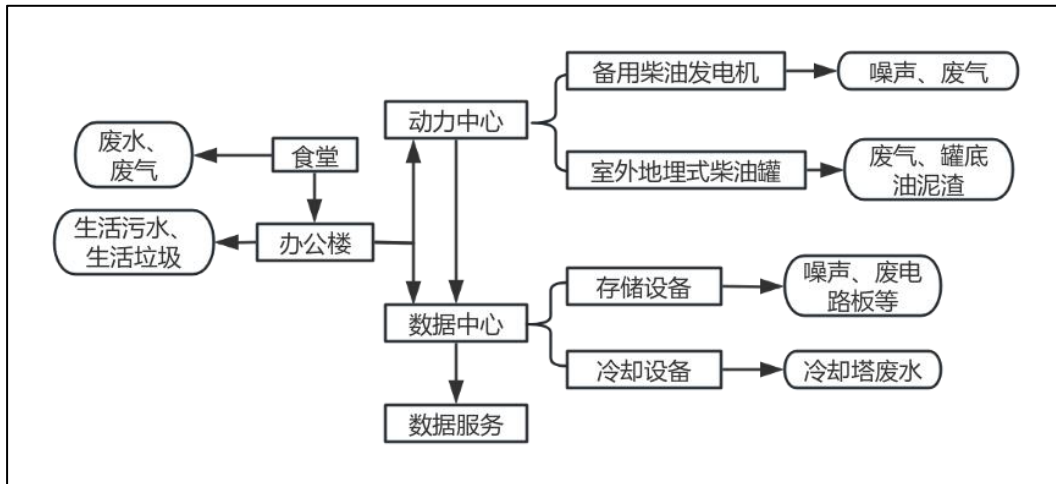 备用柴油发电机
噪声、废气
动力中心
废水、
废气
食堂
室外地埋式柴油罐
废气、罐底
油泥渣
生活污水、
生活垃圾
办公楼
存储设备
噪声、废电
路板等
数据中心
冷却设备
冷却塔废水
数据服务